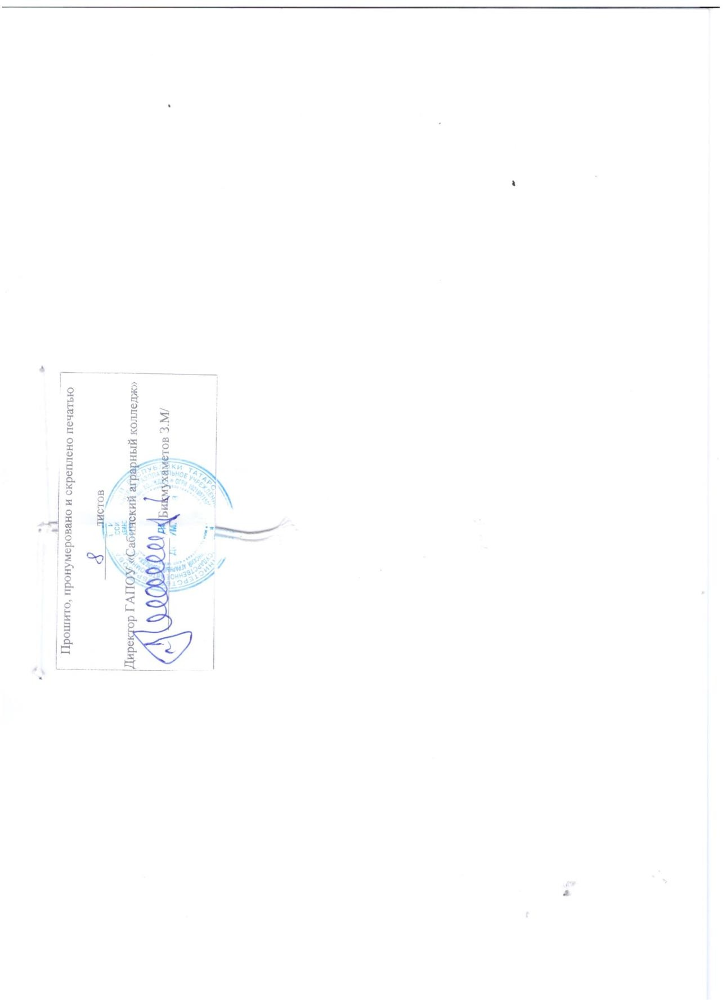 Прошито, пронумеровано и скреплено печатью
8 листов
Директор ГАПОУ «Сабинский аграрный колледж»
/Бикмухаметов З.М/